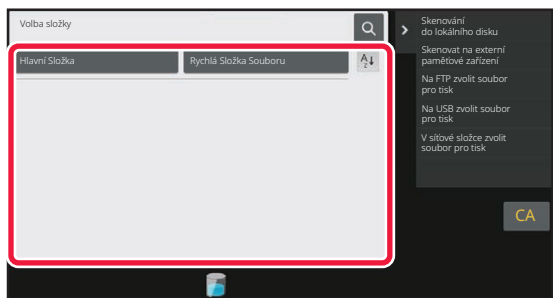 Volba složky
Hlavní Složka
Rychlá Složka Souboru
A
z
Skenování
do lokálního disku
Skenovat na externí
paměťové zařízení
Na FTP zvolit soubor
pro tisk
Na USB zvolit soubor
pro tisk
V síťové složce zvolit
soubor pro tisk
CA